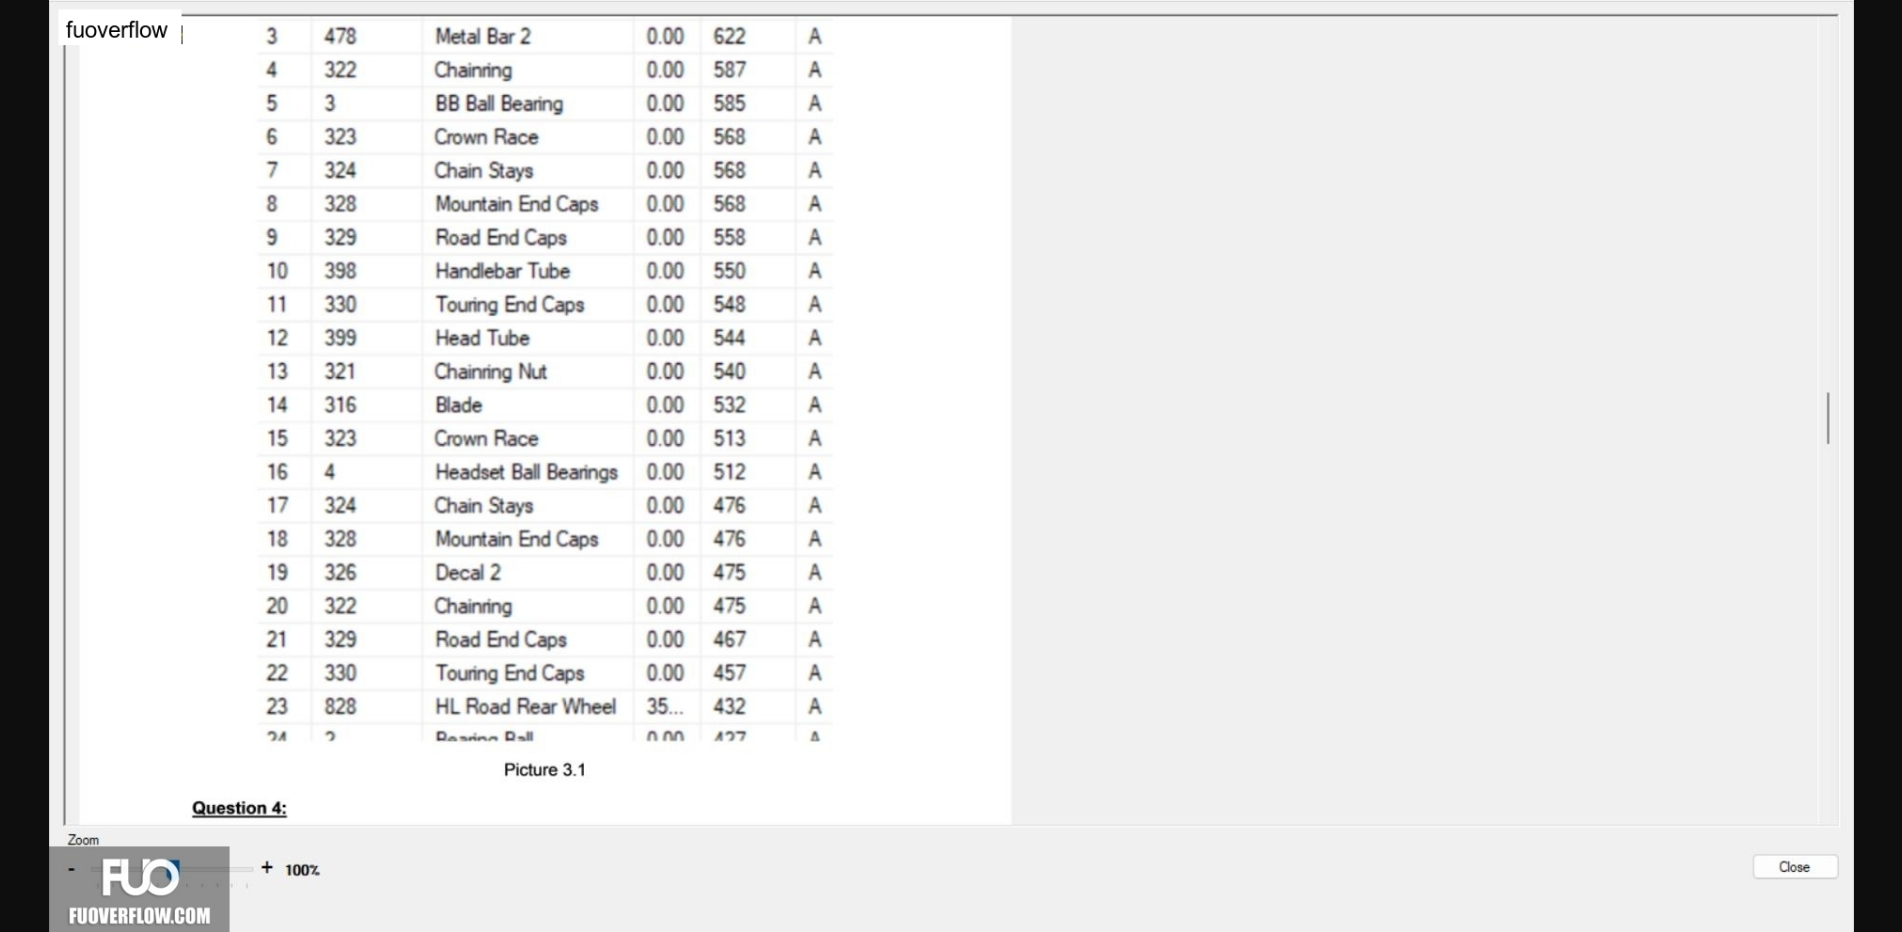 fuoverflow
3 478 Metal Bar 2 0.00 622 A
4 322 Chainring 0.00 587 A
5 3 BB Ball Bearing 0.00 585 A
6 323 Crown Race 0.00 568 A
7 324 Chain Stays 0.00 568 A
8 328 Mountain End Caps 0.00 568 A
9 329 Road End Caps 0.00 558 A
10 398 Handlebar Tube 0.00 550 A
11 330 Touring End Caps 0.00 548 A
12 399 Head Tube 0.00 544 A
13 321 Chainring Nut 0.00 540 A
14 316 Blade 0.00 532 A
15 323 Crown Race 0.00 513 A
16 4 Headset Ball Bearings 0.00 512 A
17 324 Chain Stays 0.00 476 A
18 328 Mountain End Caps 0.00 476 A
19 326 Decal 2 0.00 475 A
20 322 Chainring 0.00 475 A
21 329 Road End Caps 0.00 467 A
22 330 Touring End Caps 0.00 457 A
23 828 HL Road Rear Wheel 35... 432 A
24 2 Bearing Ball 0.00 427 A
Picture 3.1
Question 4:
Zoom
- + 100%
Close
FUO
FUOVERFLOW.COM